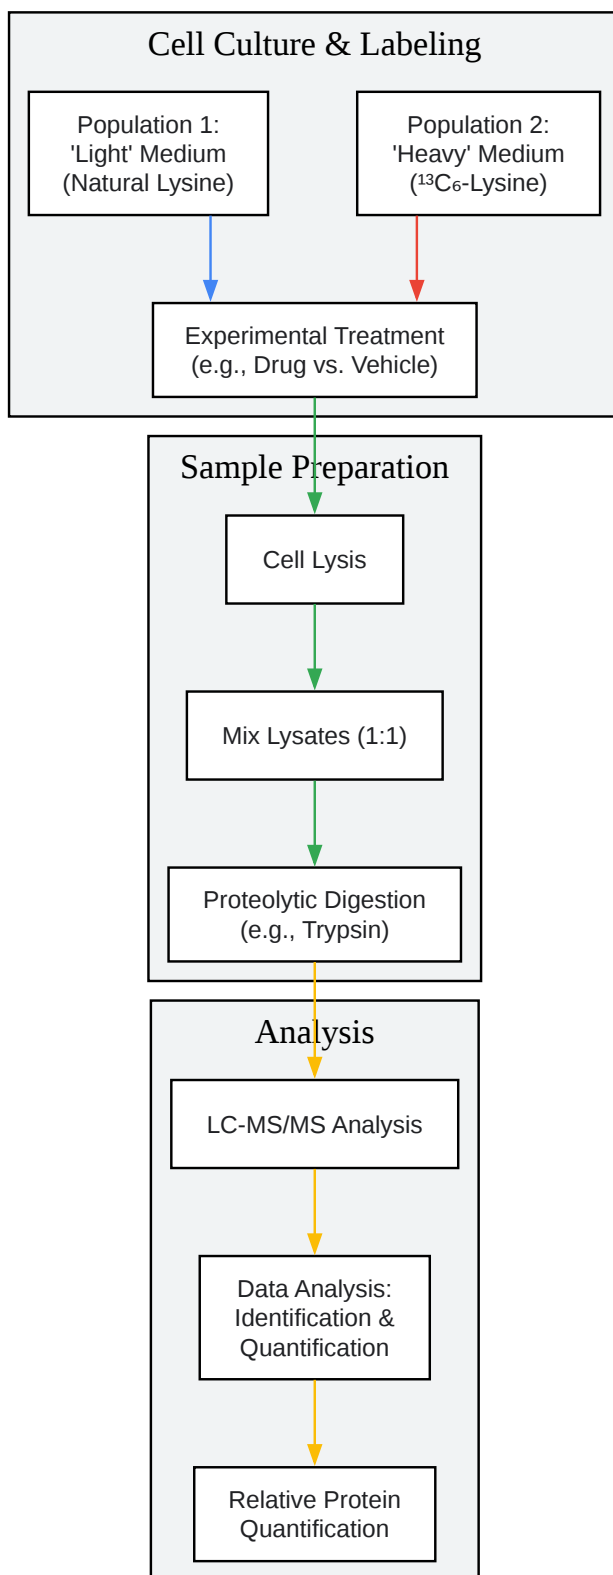 Cell Culture & Labeling
Population 1:
'Light' Medium
(Natural Lysine)
Population 2:
'Heavy' Medium
(¹³C₆-Lysine)
Experimental Treatment
(e.g., Drug vs. Vehicle)
Sample Preparation
Cell Lysis
Mix Lysates (1:1)
Proteolytic Digestion
(e.g., Trypsin)
Analysis
LC-MS/MS Analysis
Data Analysis:
Identification &
Quantification
Relative Protein
Quantification